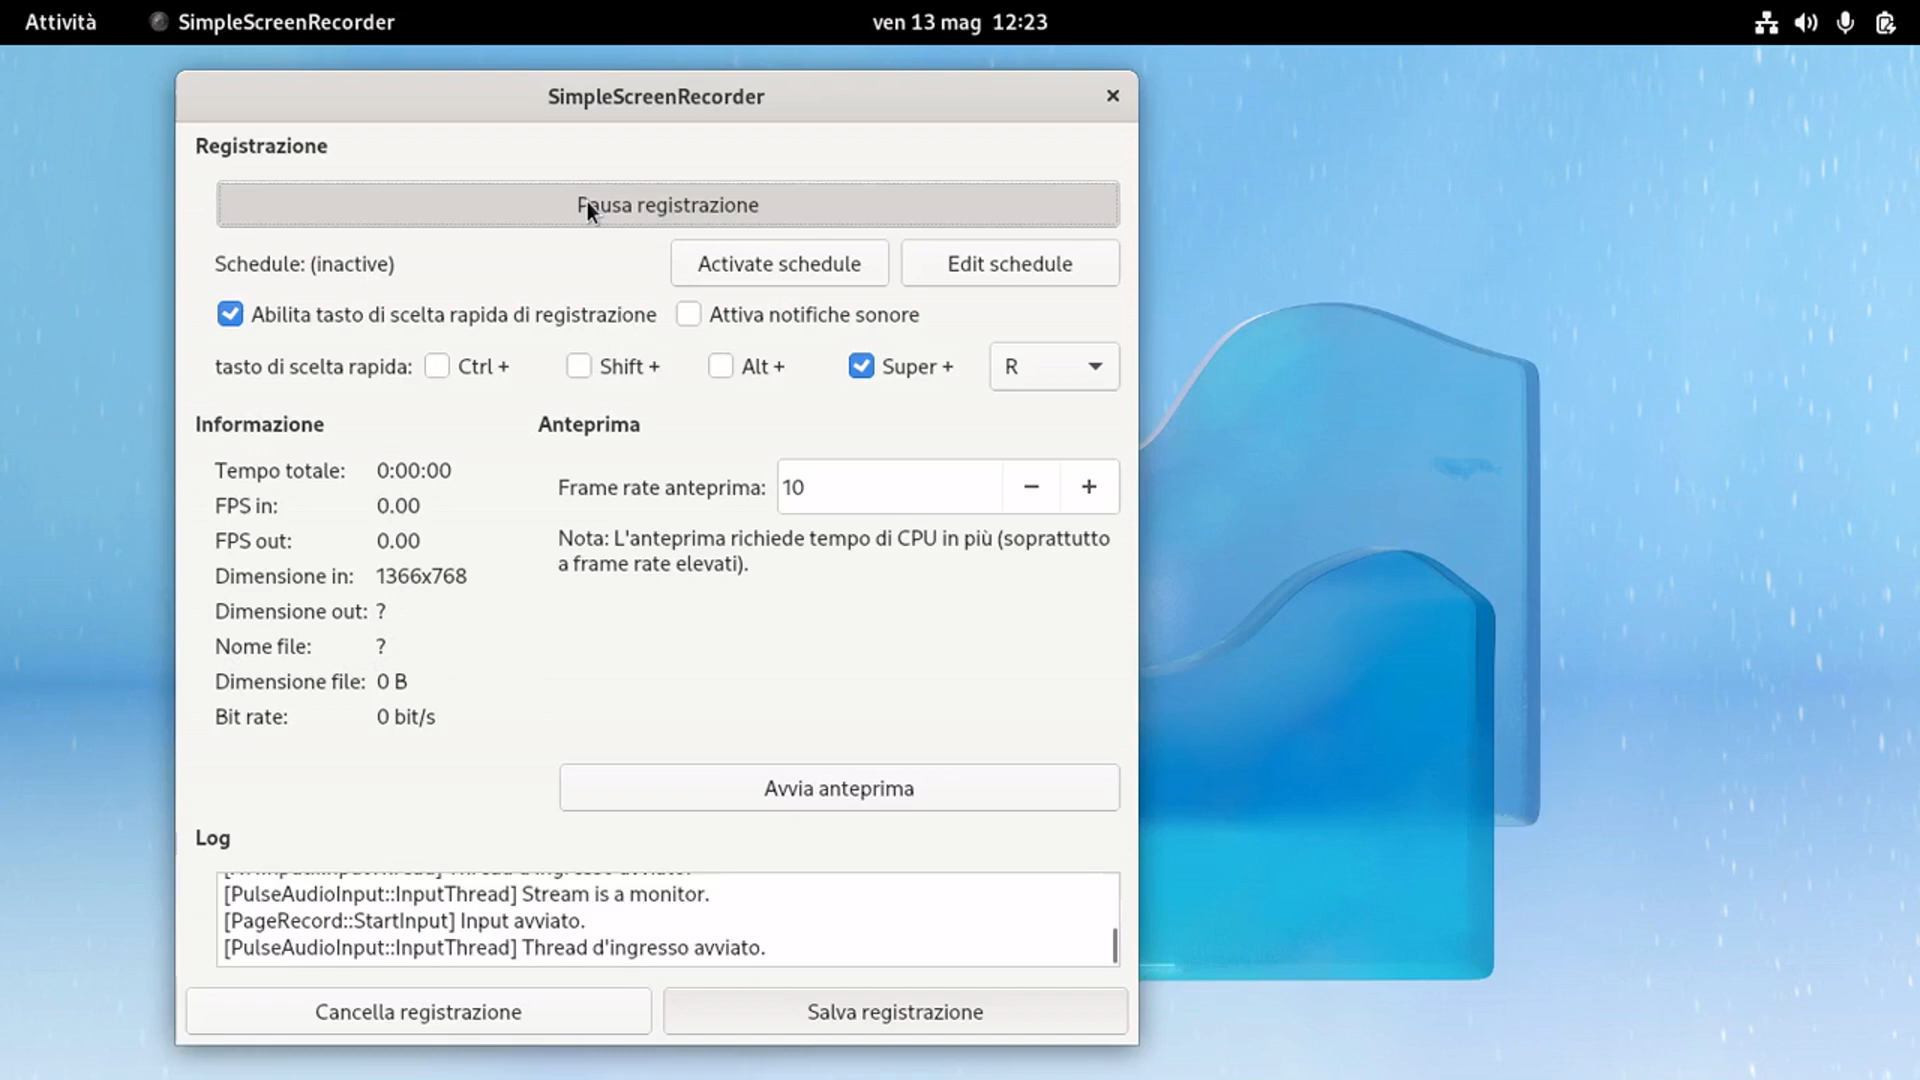 Attività SimpleScreenRecorder ven 13 mag 12:23
SimpleScreenRecorder
Registrazione
Pausa registrazione
Schedule: (inactive) Activate schedule Edit schedule
Abilita tasto di scelta rapida di registrazione Attiva notifiche sonore
tasto di scelta rapida: Ctrl + Shift + Alt + Super + R
Informazione
Tempo totale: 0:00:00
FPS in: 0.00
FPS out: 0.00
Dimensione in: 1366x768
Dimensione out: ?
Nome file: ?
Dimensione file: 0 B
Bit rate: 0 bit/s
Anteprima
Frame rate anteprima: 10 − +
Nota: L'anteprima richiede tempo di CPU in più (soprattutto
a frame rate elevati).
Avvia anteprima
Log
[PulseAudioInput::InputThread] Stream is a monitor.
[PageRecord::StartInput] Input avviato.
[PulseAudioInput::InputThread] Thread d'ingresso avviato.
Cancella registrazione Salva registrazione